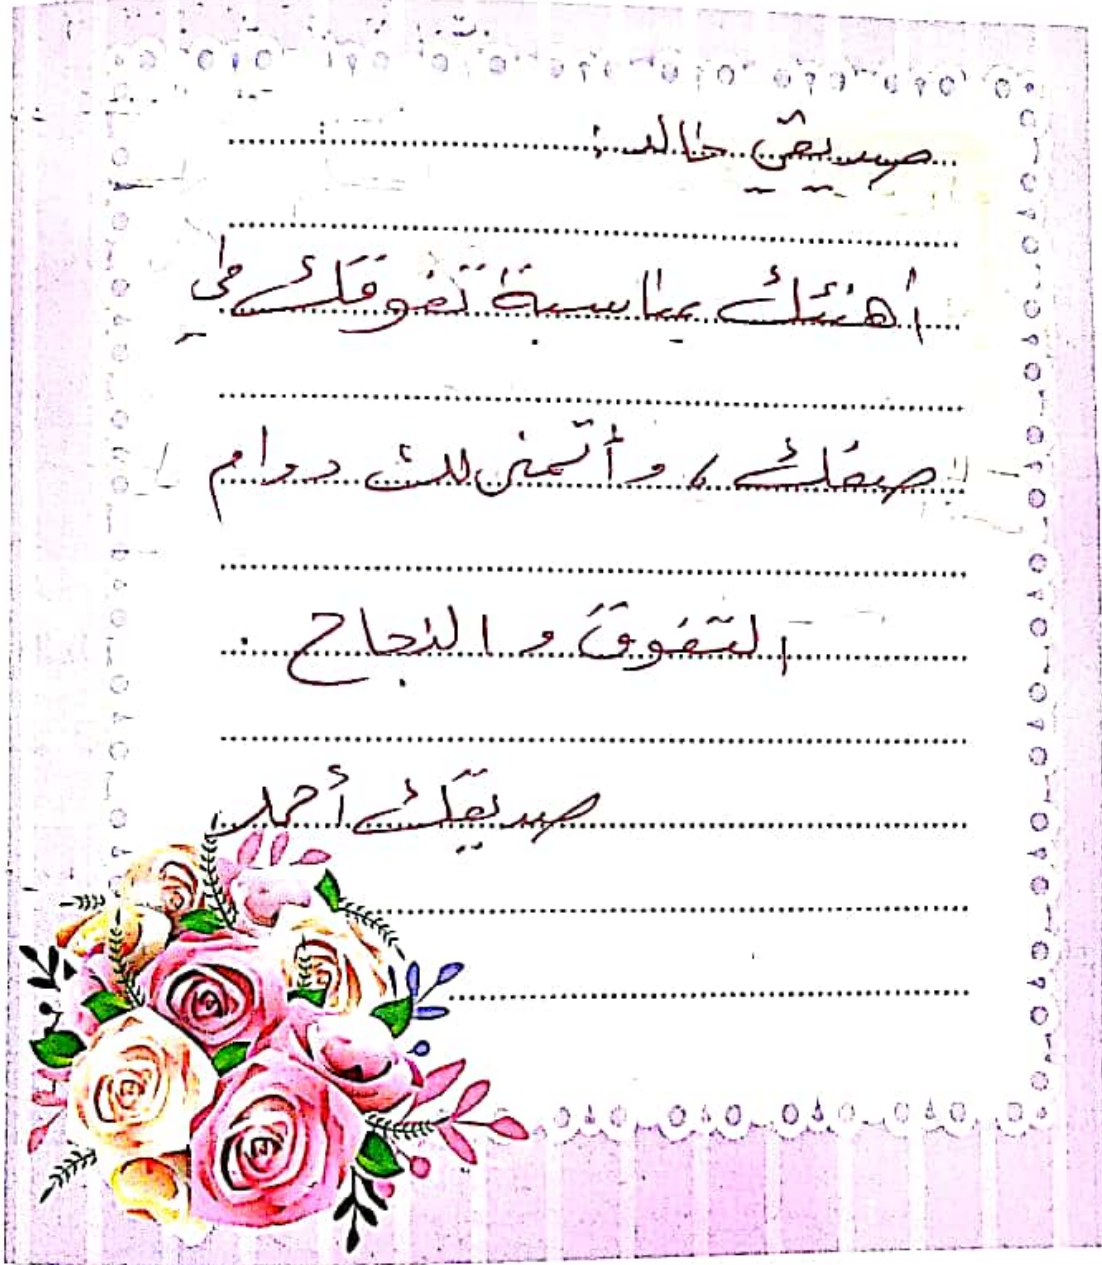 صديقي خالد:
أهنئك بمناسبة تفوقك في
صفك، وأتمنى لك دوام
التفوق والنجاح.
صديقك أحمد